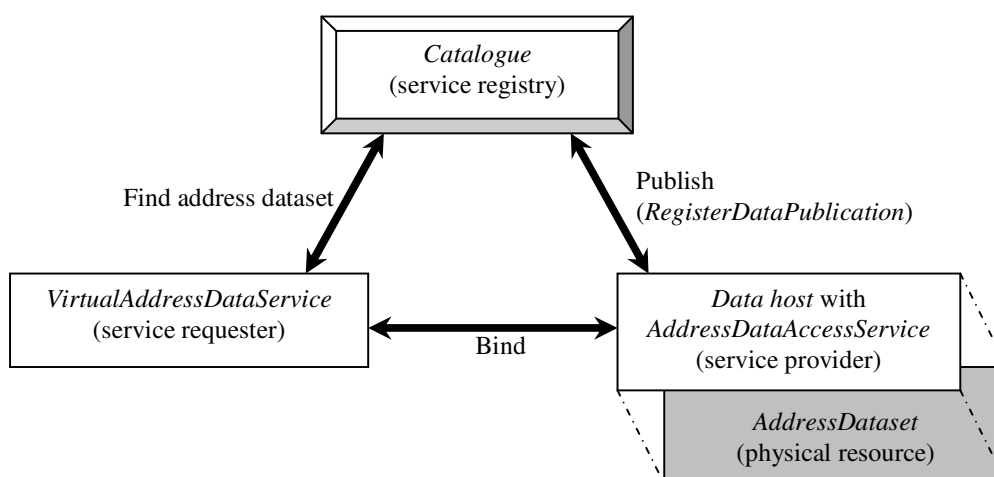 Catalogue
(service registry)
Find address dataset
Publish
(RegisterDataPublication)
VirtualAddressDataService
(service requester)
Bind
Data host with
AddressDataAccessService
(service provider)
AddressDataset
(physical resource)